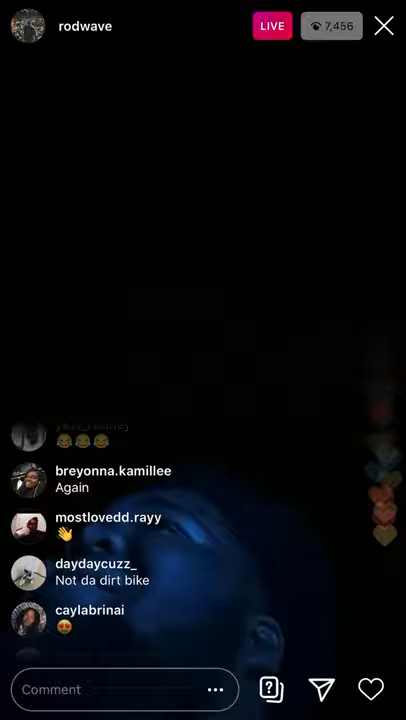 rodwave
LIVE
7,456
😂😂😂
breyonna.kamillee
Again
mostlovedd.rayy
👋
daydaycuzz_
Not da dirt bike
caylabrinai
😍
Comment